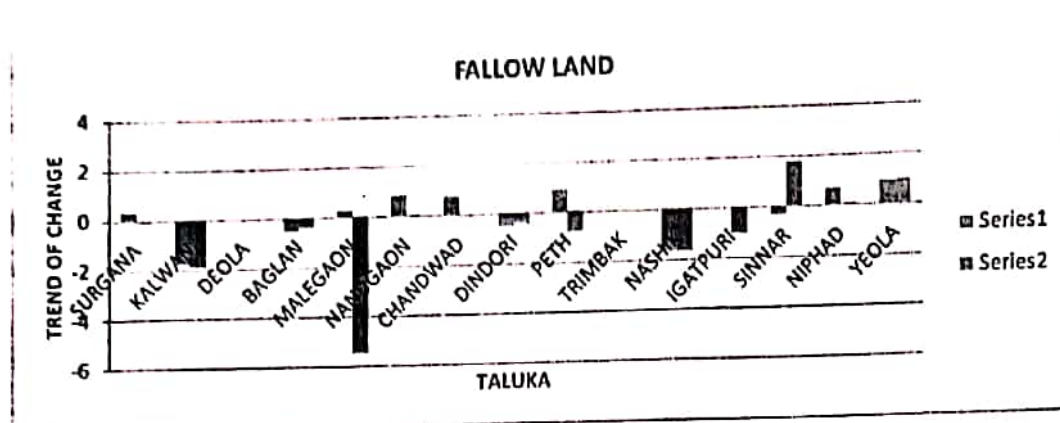 FALLOW LAND
4
2
0
-2
-4
-6
TREND OF CHANGE
SURGANA
KALWAN
DEOLA
BAGLAN
MALEGAON
NANDGAON
CHANDWAD
DINDORI
PETH
TRIMBAK
NASHIK
IGATPURI
SINNAR
NIPHAD
YEOLA
TALUKA
Series1
Series2